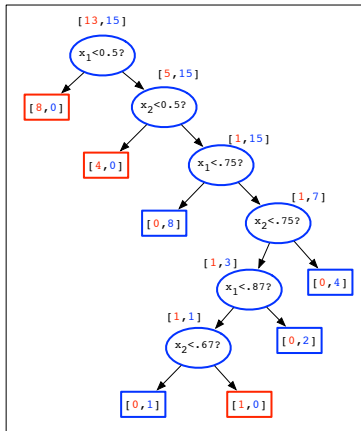 [13,15]
x1<0.5?
[5,15]
[8,0]
x2<0.5?
[1,15]
[4,0]
x1<.75?
[1,7]
[0,8]
x2<.75?
[1,3]
[0,4]
x1<.87?
[1,1]
[0,2]
x2<.67?
[0,1]
[1,0]